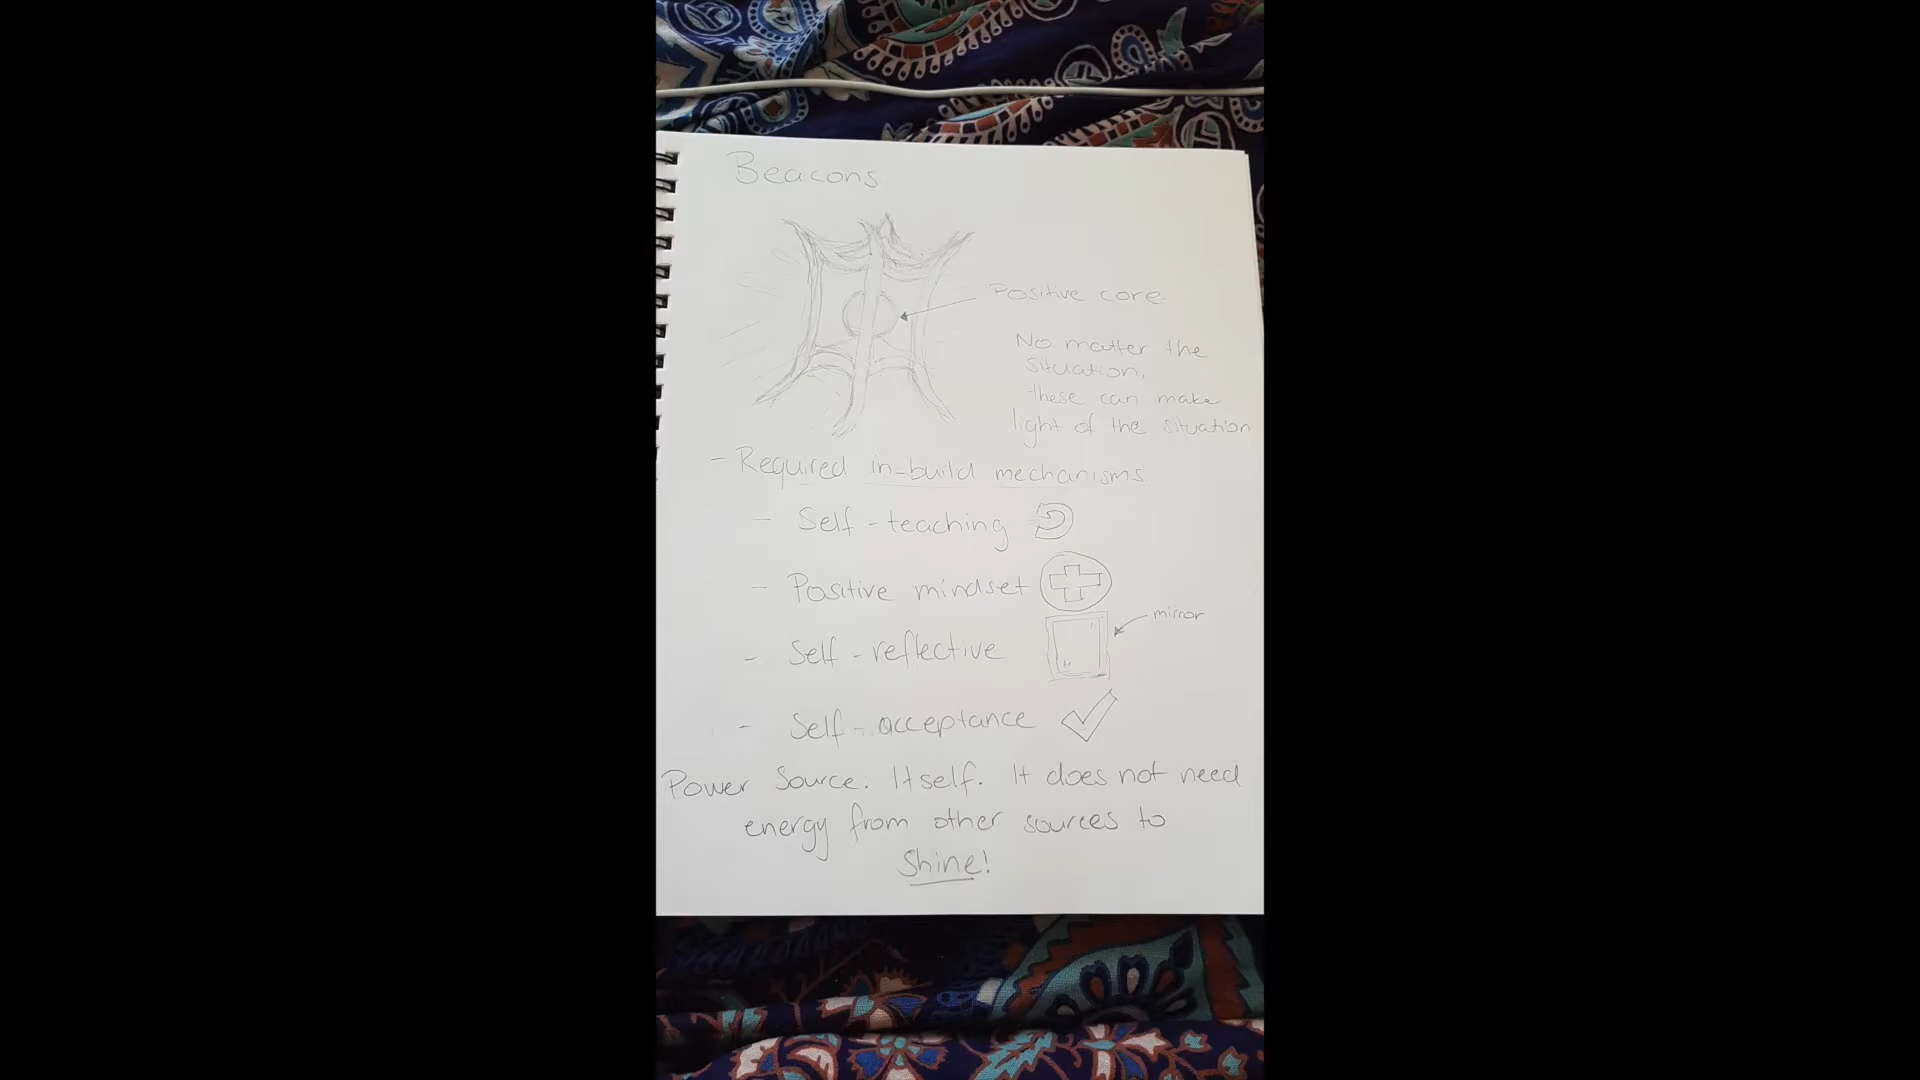 Beacons
Positive core
No matter the
situation,
these can make
light of the situation
- Required in-build mechanisms
- Self-teaching
- Positive mindset
mirror
- Self-reflective
- Self-acceptance
Power Source. Itself. It does not need
energy from other sources to
Shine!